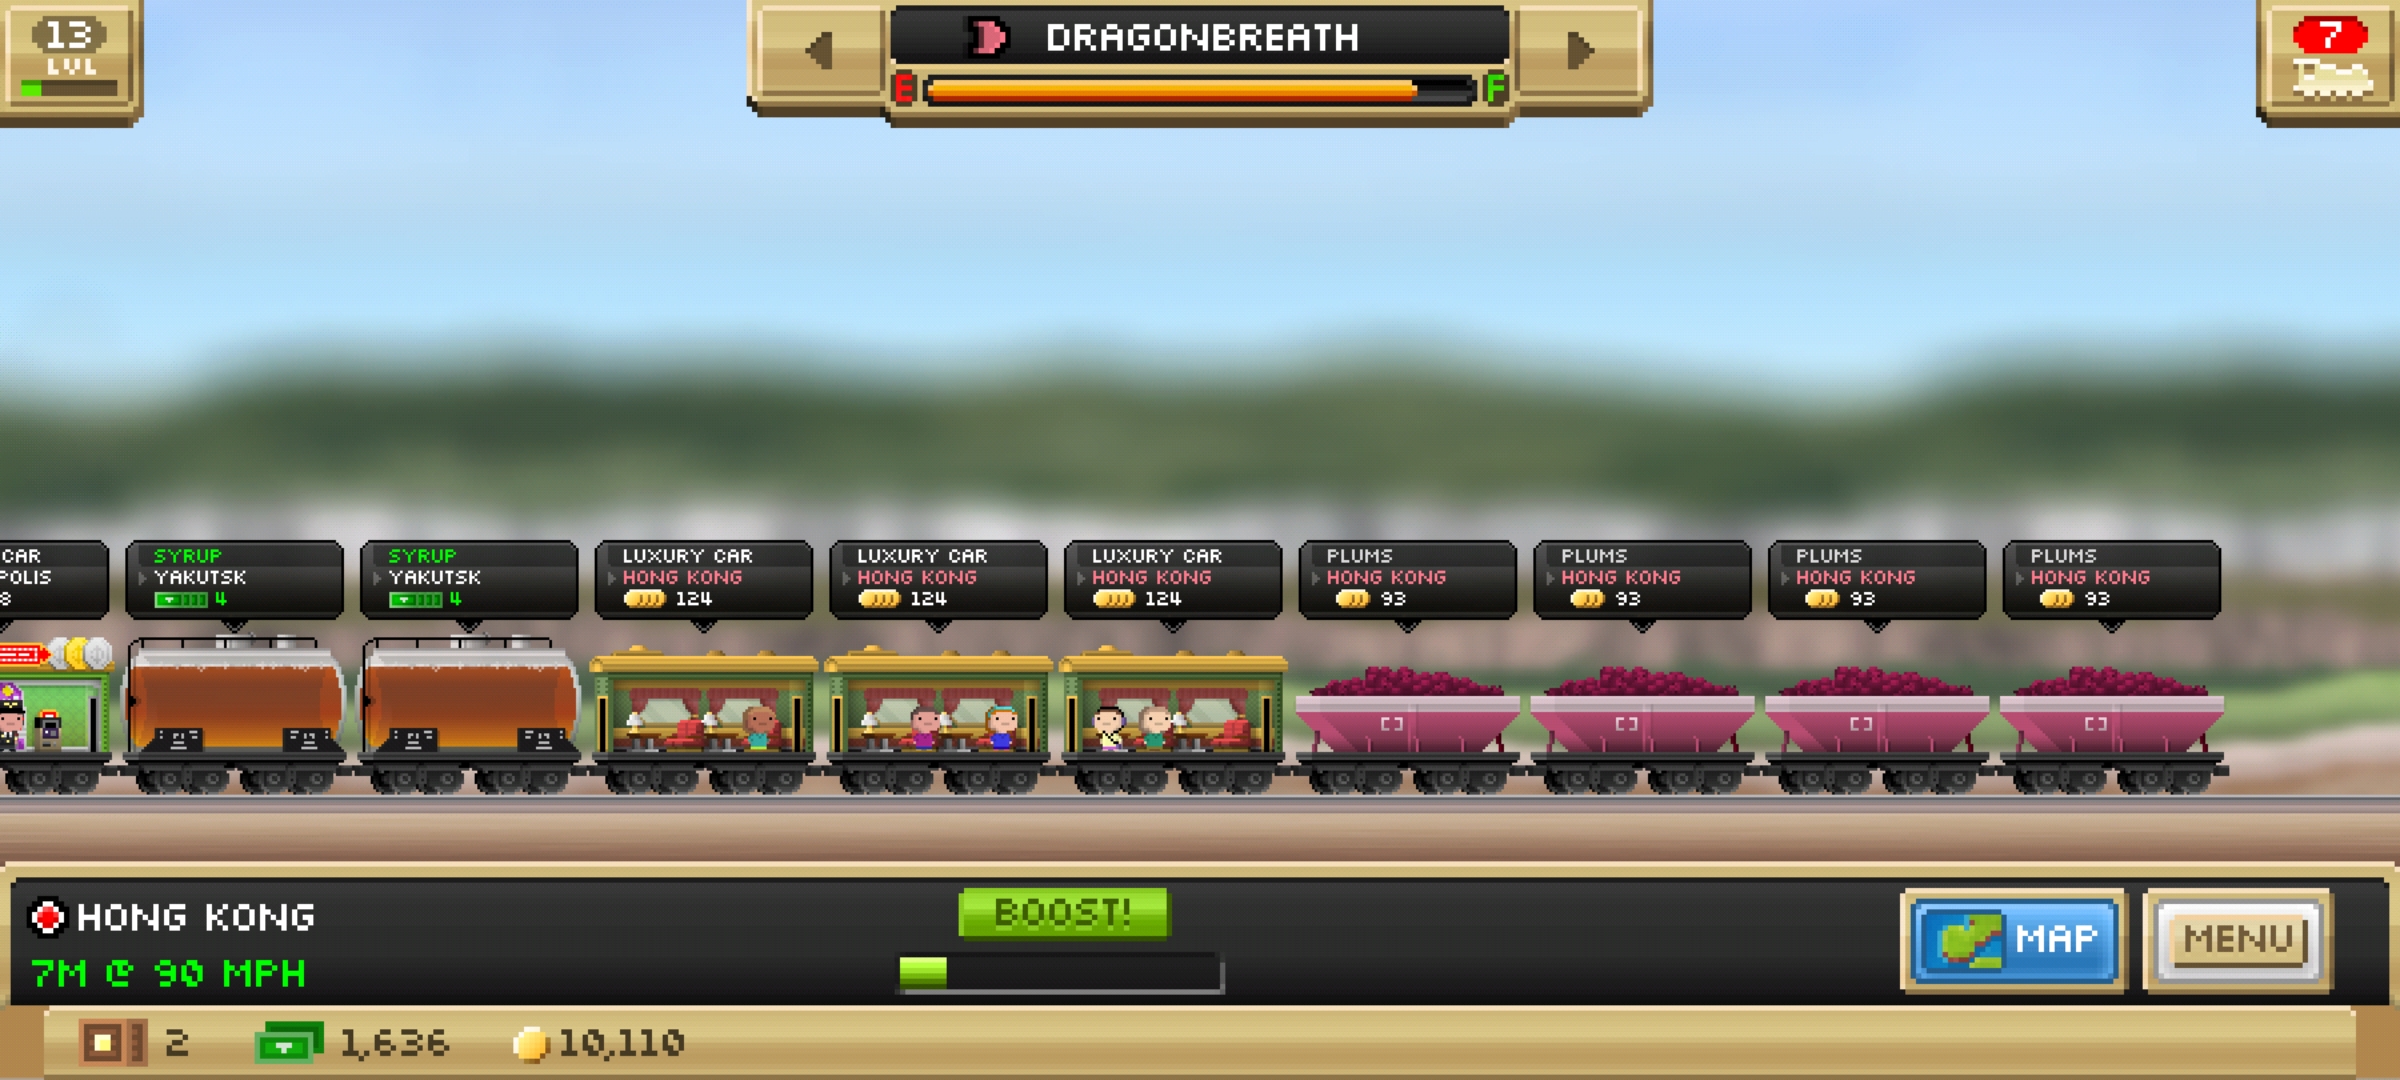 13
LVL
DRAGONBREATH
E
F
7
CAR
POLIS
8
SYRUP
YAKUTSK
4
SYRUP
YAKUTSK
4
LUXURY CAR
HONG KONG
124
LUXURY CAR
HONG KONG
124
LUXURY CAR
HONG KONG
124
PLUMS
HONG KONG
93
PLUMS
HONG KONG
93
PLUMS
HONG KONG
93
PLUMS
HONG KONG
93
HONG KONG
7M @ 90 MPH
BOOST!
MAP
MENU
2
1,636
10,110